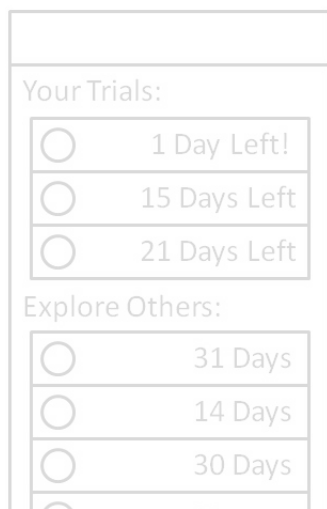 Your Trials:
1 Day Left!
15 Days Left
21 Days Left
Explore Others:
31 Days
14 Days
30 Days